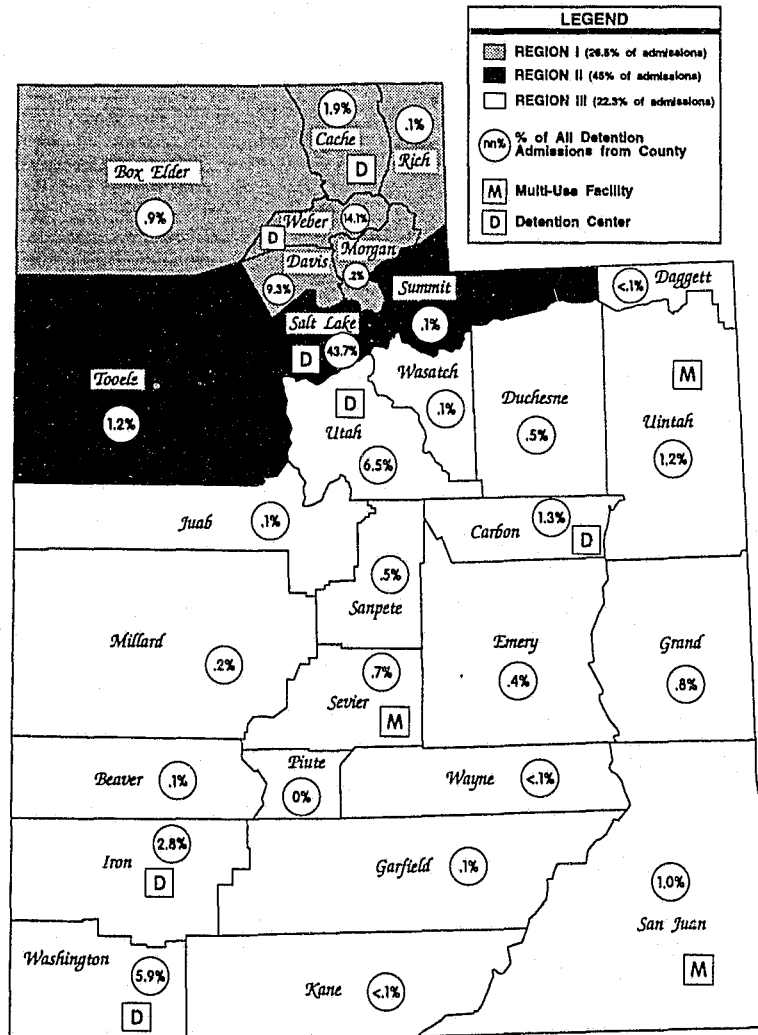 LEGEND
REGION I (26.5% of admissions)
REGION II (45% of admissions)
REGION III (22.3% of admissions)
nn%
% of All Detention
Admissions from County
M
Multi-Use Facility
D
Detention Center
1.9%
Cache
D
.1%
Rich
Box Elder
.9%
Weber
14.1%
D
Morgan
.2%
Davis
9.3%
Summit
.1%
Daggett
<.1%
Salt Lake
D
43.7%
Tooele
1.2%
Wasatch
.1%
D
Utah
6.5%
Duchesne
.5%
M
Uintah
1.2%
Juab
.1%
Carbon
1.3%
D
.5%
Sanpete
Millard
.2%
Emery
.4%
Grand
.8%
.7%
Sevier
M
Beaver
.1%
Piute
0%
Wayne
<.1%
2.8%
Iron
D
Garfield
.1%
1.0%
San Juan
M
Washington
5.9%
D
Kane
<.1%